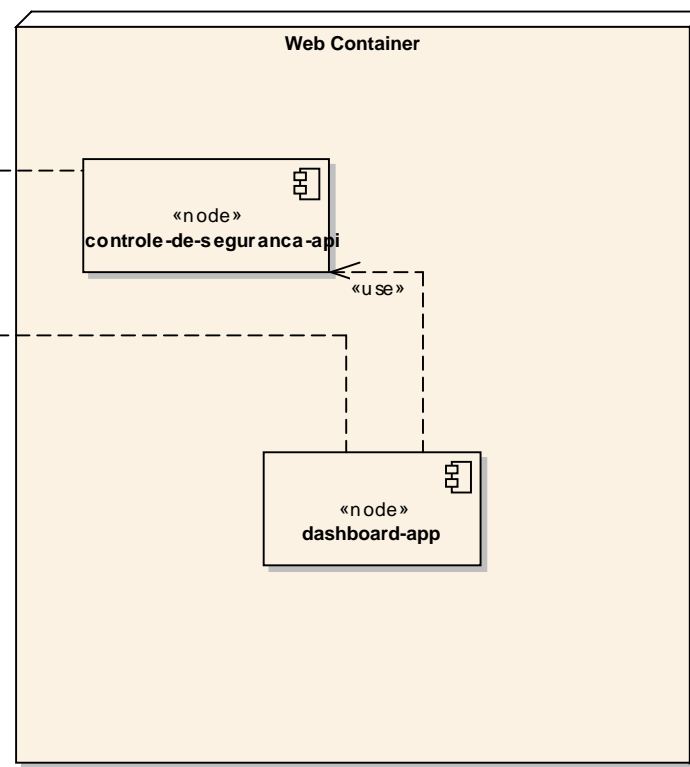 Web Container
«node»
controle-de-seguranca-api
«use»
«node»
dashboard-app